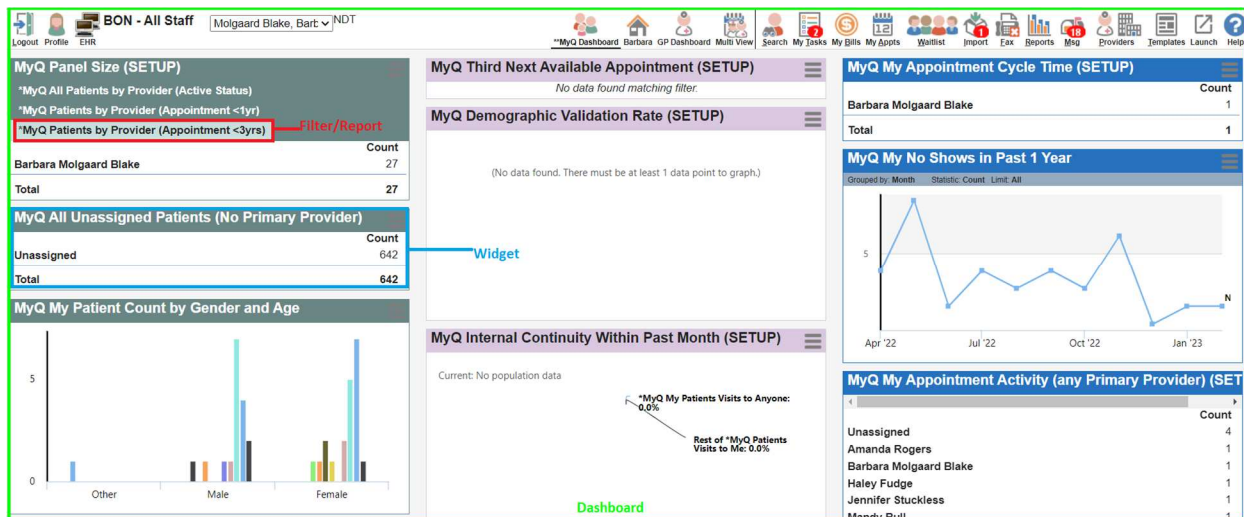 BON - All Staff
Molgaard Blake, Bart
NDT
Logout Profile EHR
**MyQ Dashboard Barbara GP Dashboard Multi View Search My Tasks My Bills My Appts Waitlist Import Fax Reports Msg Providers Templates Launch Help
2
12
1
18
MyQ Panel Size (SETUP)
*MyQ All Patients by Provider (Active Status)
*MyQ Patients by Provider (Appointment <1yr)
*MyQ Patients by Provider (Appointment <3yrs)
Filter/Report
Count
Barbara Molgaard Blake 27
Total 27
MyQ All Unassigned Patients (No Primary Provider)
Count
Unassigned 642
Total 642
Widget
MyQ My Patient Count by Gender and Age
5
0
Other Male Female
MyQ Third Next Available Appointment (SETUP)
No data found matching filter.
MyQ Demographic Validation Rate (SETUP)
(No data found. There must be at least 1 data point to graph.)
MyQ Internal Continuity Within Past Month (SETUP)
Current: No population data
*MyQ My Patients Visits to Anyone:
0.0%
Rest of *MyQ Patients
Visits to Me: 0.0%
Dashboard
MyQ My Appointment Cycle Time (SETUP)
Count
Barbara Molgaard Blake 1
Total 1
MyQ My No Shows in Past 1 Year
Grouped by: Month Statistic: Count Limit: All
5
N
Apr '22 Jul '22 Oct '22 Jan '23
MyQ My Appointment Activity (any Primary Provider) (SET
Count
Unassigned 4
Amanda Rogers 1
Barbara Molgaard Blake 1
Haley Fudge 1
Jennifer Stuckless 1
Mandy Bull 1